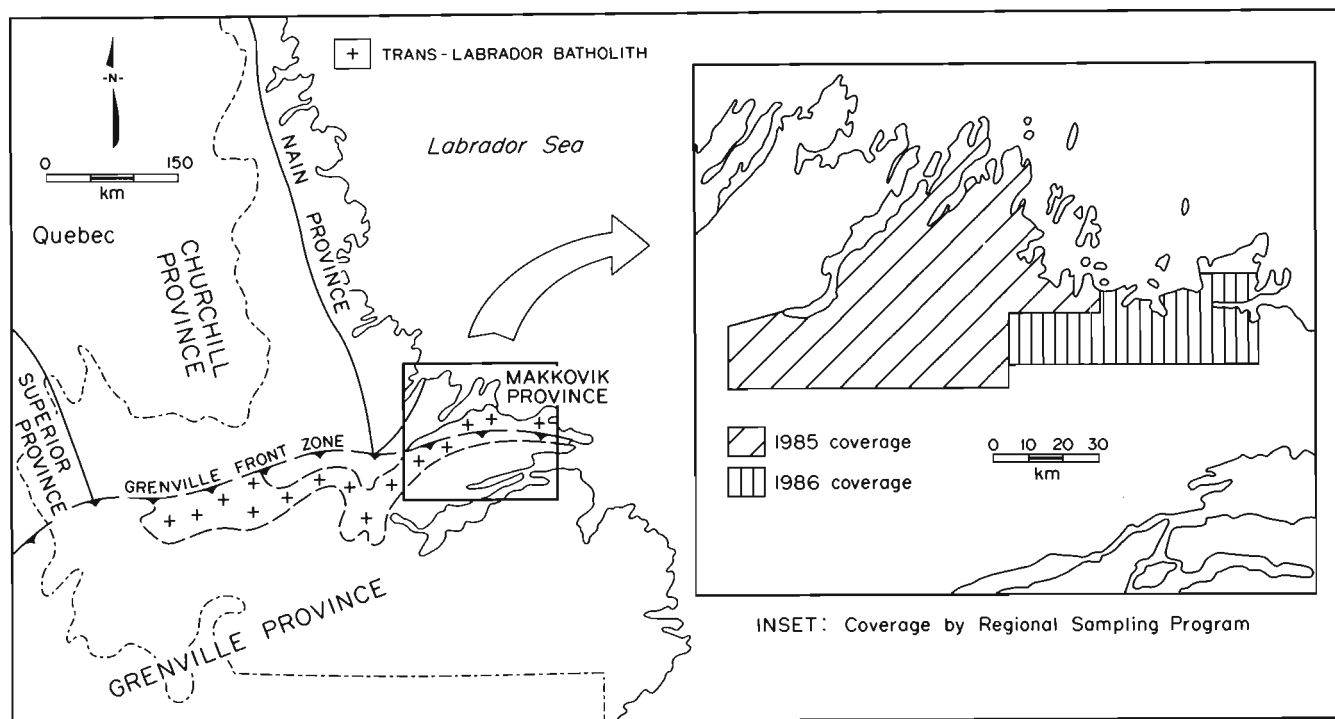 -N-
0 150
km
Quebec
+ TRANS-LABRADOR BATHOLITH
Labrador Sea
NAIN
PROVINCE
CHURCHILL
PROVINCE
SUPERIOR
PROVINCE
MAKKOVIK
PROVINCE
GRENVILLE FRONT ZONE
GRENVILLE PROVINCE
1985 coverage
1986 coverage
0 10 20 30
km
INSET: Coverage by Regional Sampling Program